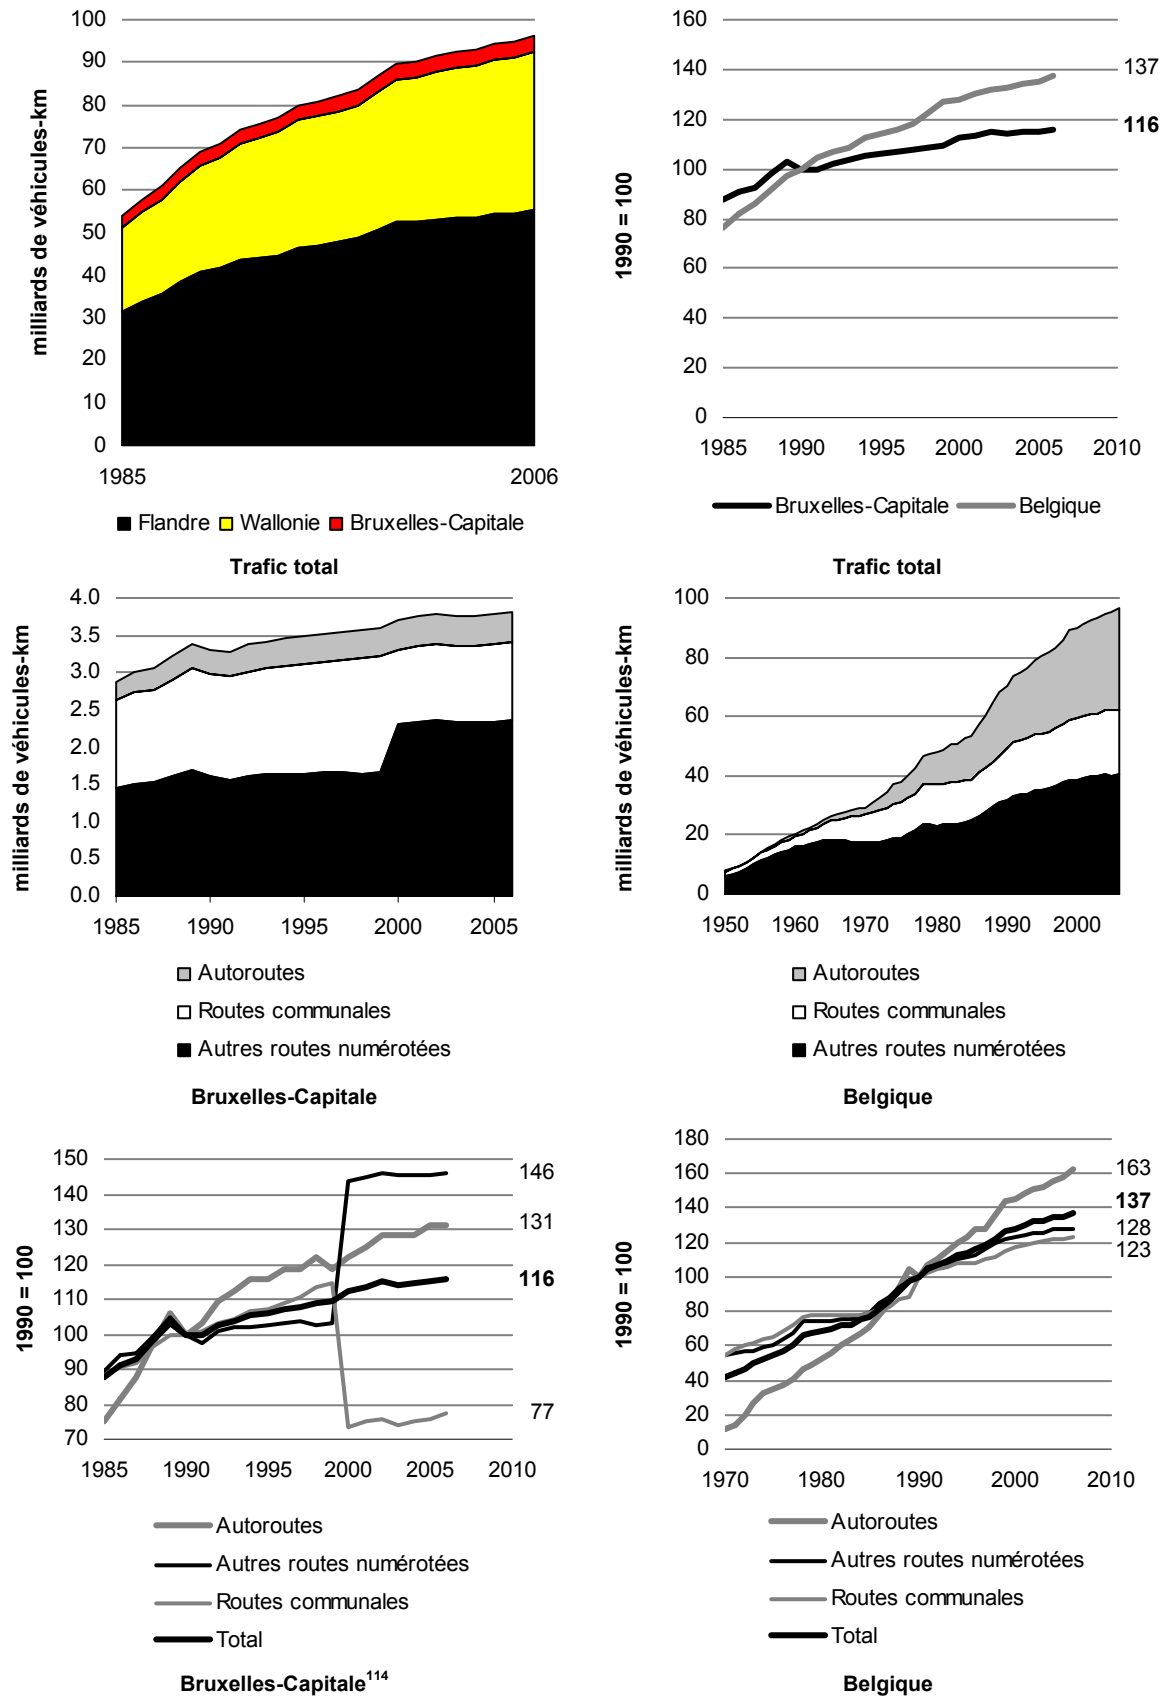 milliards de véhicules-km
100
90
80
70
60
50
40
30
20
10
0
1985 2006
Flandre Wallonie Bruxelles-Capitale
Trafic total
1990 = 100
160
140
120
100
80
60
40
20
0
137
116
1985 1990 1995 2000 2005 2010
Bruxelles-Capitale Belgique
Trafic total
milliards de véhicules-km
4.0
3.5
3.0
2.5
2.0
1.5
1.0
0.5
0.0
1985 1990 1995 2000 2005
Autoroutes
Routes communales
Autres routes numérotées
Bruxelles-Capitale
milliards de véhicules-km
100
80
60
40
20
0
1950 1960 1970 1980 1990 2000
Autoroutes
Routes communales
Autres routes numérotées
Belgique
1990 = 100
150
140
130
120
110
100
90
80
70
146
131
116
77
1985 1990 1995 2000 2005 2010
Autoroutes
Autres routes numérotées
Routes communales
Total
Bruxelles-Capitale114
1990 = 100
180
160
140
120
100
80
60
40
20
0
163
137
128
123
1970 1980 1990 2000 2010
Autoroutes
Autres routes numérotées
Routes communales
Total
Belgique